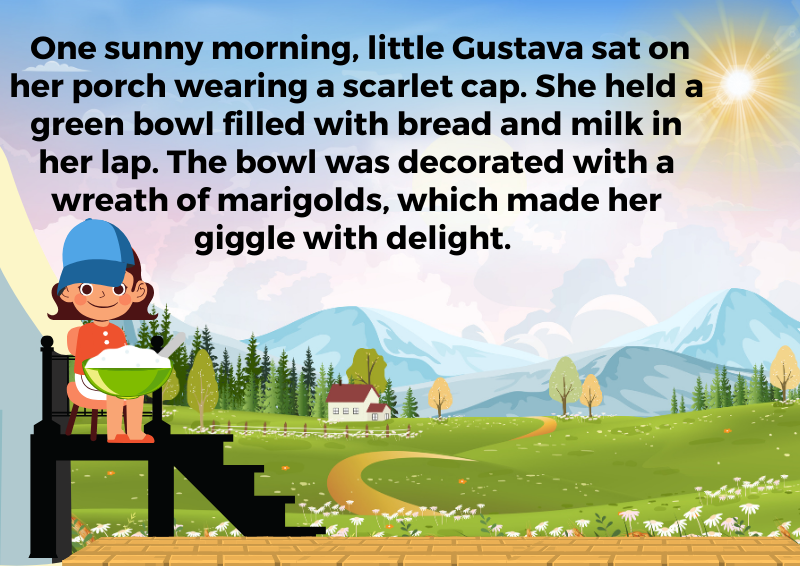 One sunny morning, little Gustava sat on
her porch wearing a scarlet cap. She held a
green bowl filled with bread and milk in
her lap. The bowl was decorated with a
wreath of marigolds, which made her
giggle with delight.